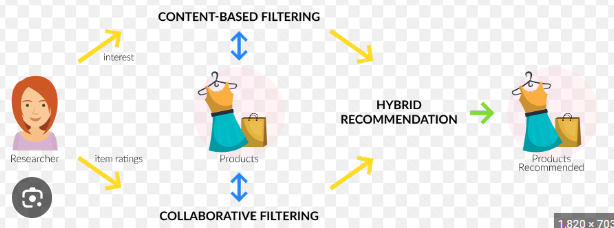 CONTENT-BASED FILTERING
interest
HYBRID
RECOMMENDATION
Researcher
item ratings
Products
Products
Recommended
COLLABORATIVE FILTERING
1,820 × 703